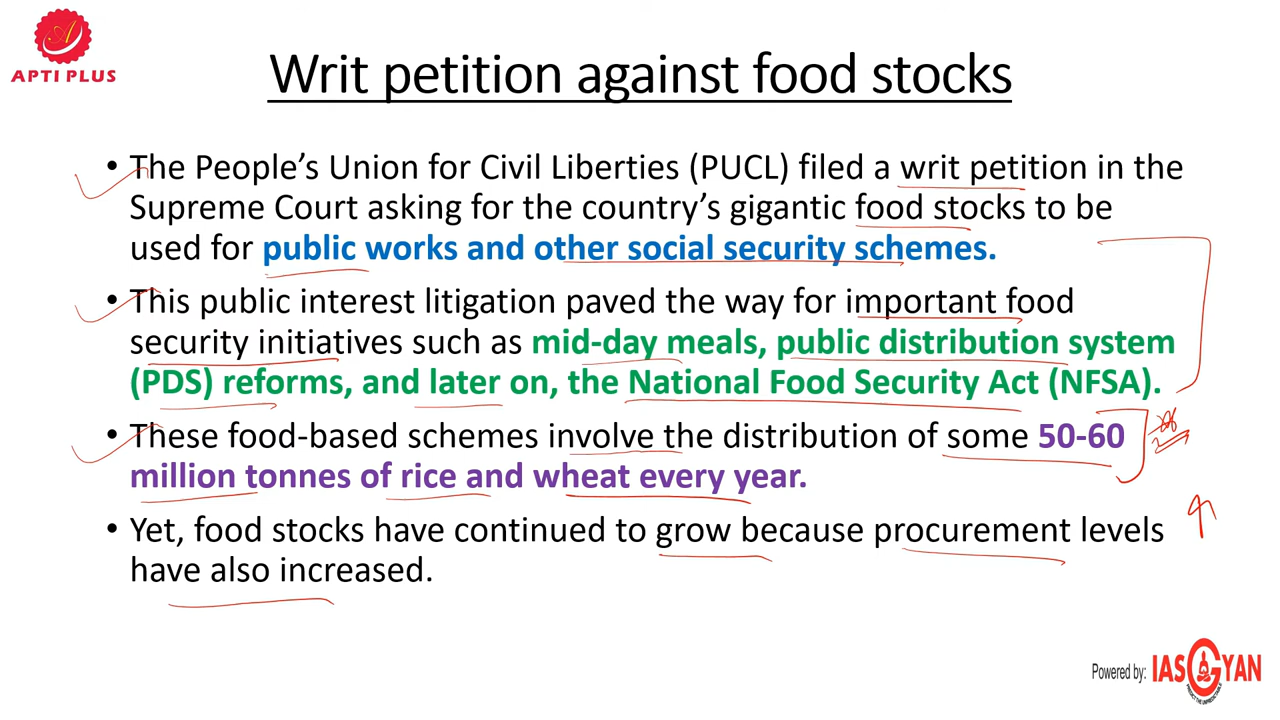 APTI PLUS
Writ petition against food stocks
• The People’s Union for Civil Liberties (PUCL) filed a writ petition in the
Supreme Court asking for the country’s gigantic food stocks to be
used for public works and other social security schemes.
• This public interest litigation paved the way for important food
security initiatives such as mid-day meals, public distribution system
(PDS) reforms, and later on, the National Food Security Act (NFSA).
• These food-based schemes involve the distribution of some 50-60
million tonnes of rice and wheat every year.
• Yet, food stocks have continued to grow because procurement levels
have also increased.
Powered by: IAS GYAN